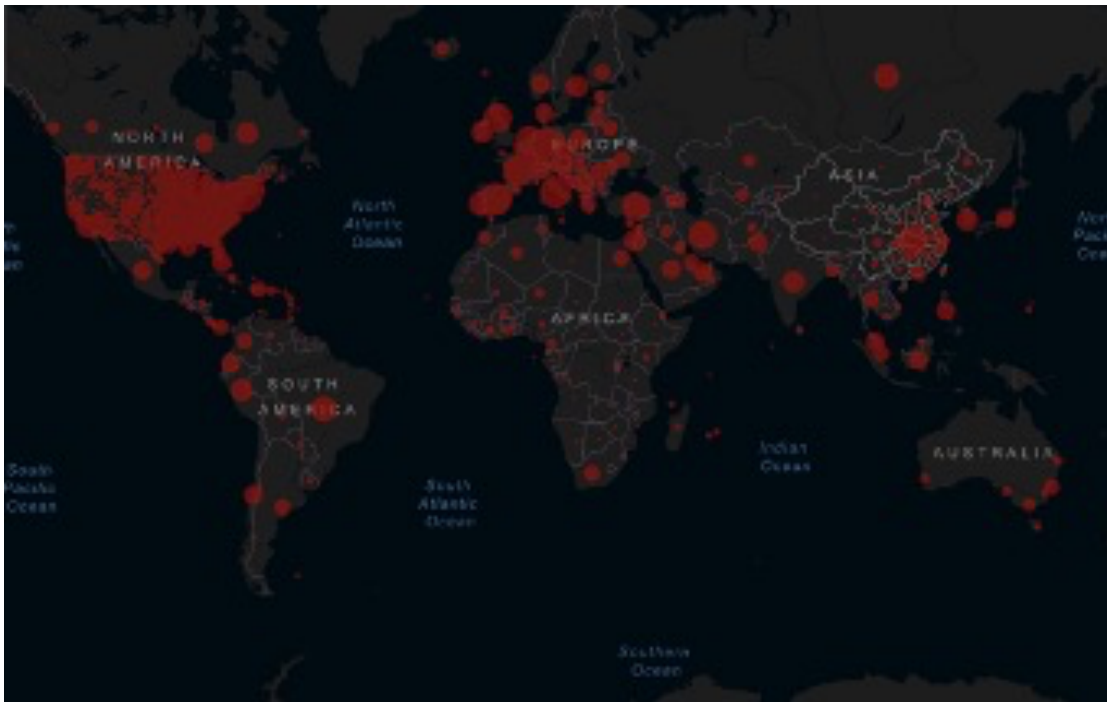 NORTH
AMERICA
EUROPE
ASIA
North
Atlantic
Ocean
AFRICA
SOUTH
AMERICA
Indian
Ocean
AUSTRALIA
South
Pacific
Ocean
South
Atlantic
Ocean
Southern
Ocean